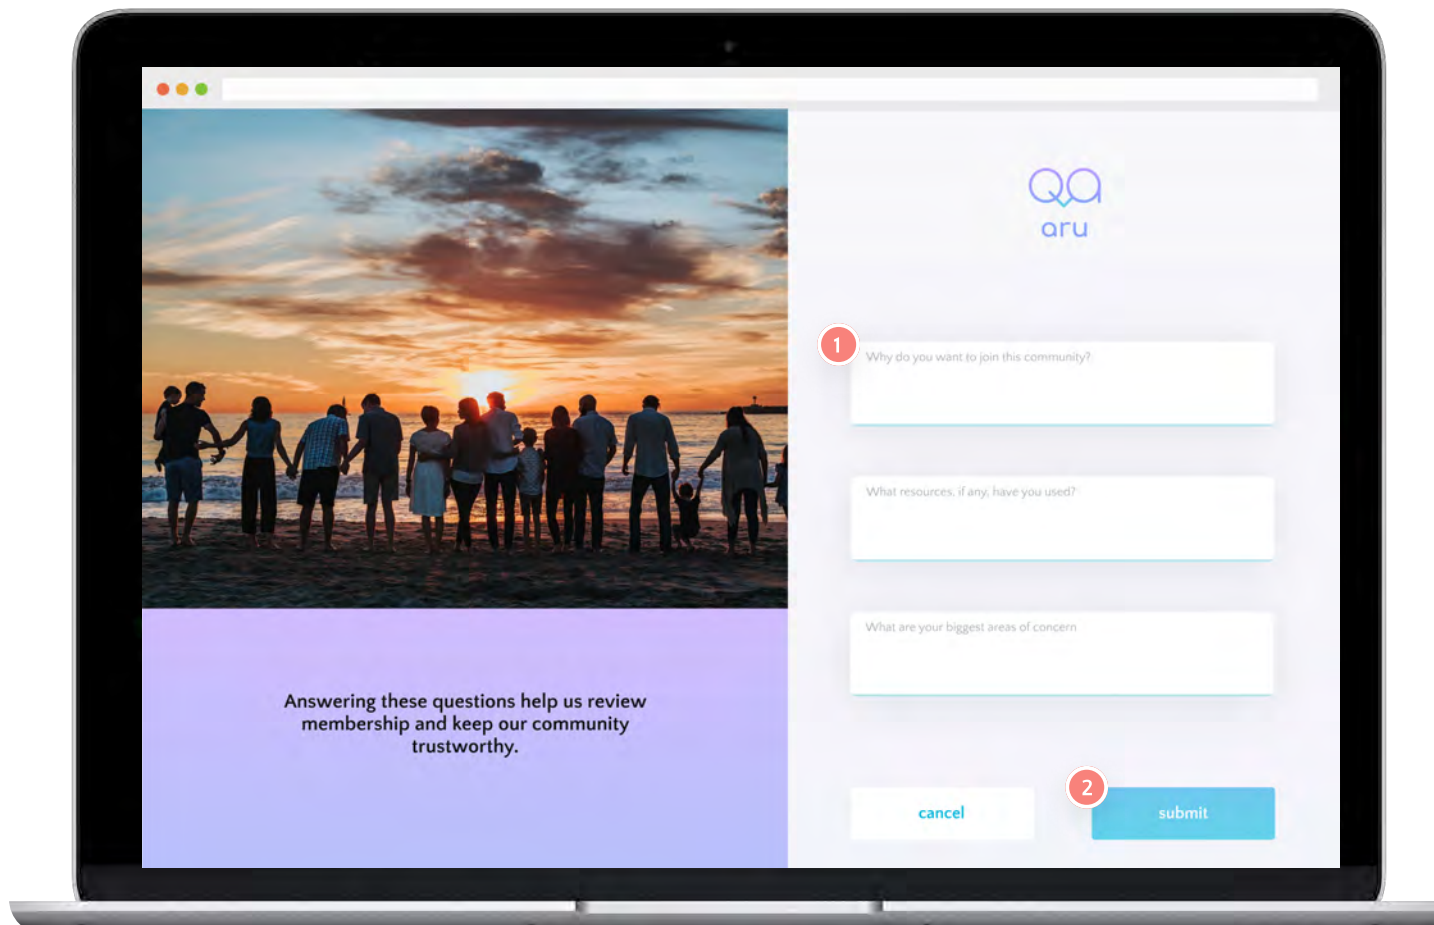 aru
1
Why do you want to join this community?
What resources, if any, have you used?
What are your biggest areas of concern
Answering these questions help us review
membership and keep our community
trustworthy.
cancel
2
submit